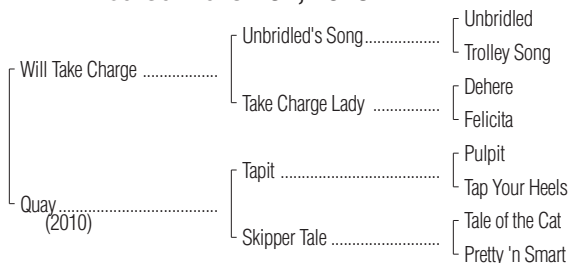 Unbridled
Unbridled's Song
Trolley Song
Will Take Charge
Dehere
Take Charge Lady
Felicita
Pulpit
Tapit
Tap Your Heels
Quay
(2010)
Tale of the Cat
Skipper Tale
Pretty 'n Smart